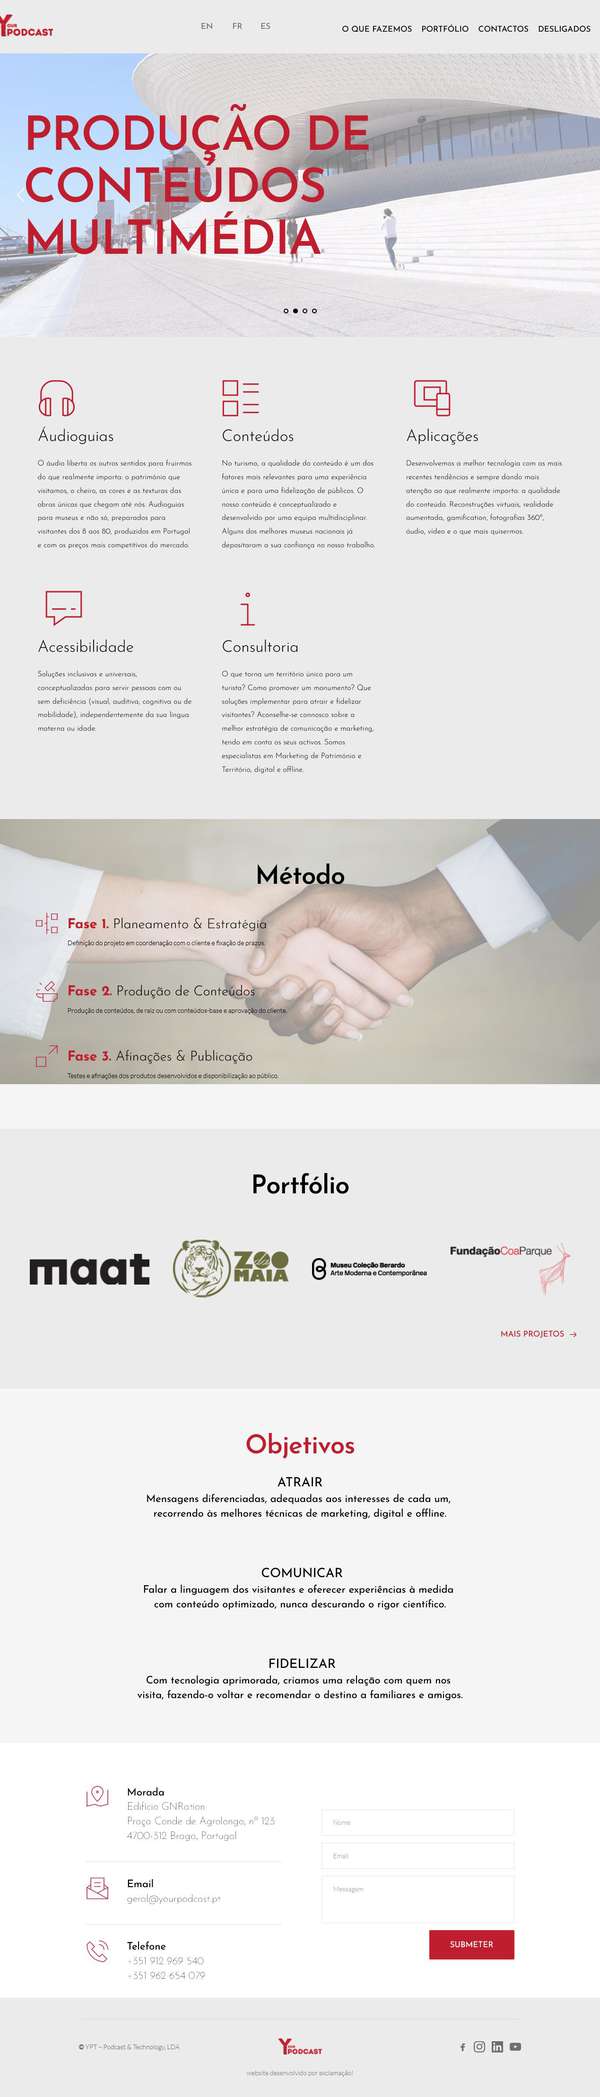 YOUR
PODCAST
EN FR ES
O QUE FAZEMOS PORTFÓLIO CONTACTOS DESLIGADOS
PRODUÇÃO DE
CONTEÚDOS
MULTIMÉDIA
maat
Áudioguias
O áudio liberta os outros sentidos para fruirmos
do que realmente importa: o património que
visitamos, o cheiro, as cores e as texturas das
obras únicas que chegam até nós. Audioguias
para museus e não só, preparados para
visitantes dos 8 aos 80, produzidos em Portugal
e com os preços mais competitivos do mercado.
Conteúdos
No turismo, a qualidade do conteúdo é um dos
fatores mais relevantes para uma experiência
única e para uma fidelização de públicos. O
nosso conteúdo é conceptualizado e
desenvolvido por uma equipa multidisciplinar.
Alguns dos melhores museus nacionais já
depositaram a sua confiança no nosso trabalho.
Aplicações
Desenvolvemos a melhor tecnologia com as mais
recentes tendências e sempre dando mais
atenção ao que realmente importa: a qualidade
do conteúdo. Reconstruções virtuais, realidade
aumentada, gamification, fotografias 360º,
áudio, vídeo e o que mais quisermos.
Acessibilidade
Soluções inclusivas e universais,
conceptualizadas para servir pessoas com ou
sem deficiência (visual, auditiva, cognitiva ou de
mobilidade), independentemente da sua língua
materna ou idade.
Consultoria
O que torna um território único para um
turista? Como promover um monumento? Que
soluções implementar para atrair e fidelizar
visitantes? Aconselhe-se connosco sobre a
melhor estratégia de comunicação e marketing,
tendo em conta os seus activos. Somos
especialistas em Marketing de Património e
Território, digital e offline.
Método
Fase 1. Planeamento & Estratégia
Definição do projeto em coordenação com o cliente e fixação de prazos.
Fase 2. Produção de Conteúdos
Produção de conteúdos, de raiz ou com conteúdos-base e aprovação do cliente.
Fase 3. Afinações & Publicação
Testes e afinações dos produtos desenvolvidos e disponibilização ao público.
Portfólio
maat
ZOO
MAIA
Museu Coleção Berardo
Arte Moderna e Contemporânea
FundaçãoCoaParque
MAIS PROJETOS →
Objetivos
ATRAIR
Mensagens diferenciadas, adequadas aos interesses de cada um,
recorrendo às melhores técnicas de marketing, digital e offline.
COMUNICAR
Falar a linguagem dos visitantes e oferecer experiências à medida
com conteúdo optimizado, nunca descurando o rigor científico.
FIDELIZAR
Com tecnologia aprimorada, criamos uma relação com quem nos
visita, fazendo-o voltar e recomendar o destino a familiares e amigos.
Morada
Edifício GNRation
Praça Conde de Agrolongo, nº 123
4700-312 Braga, Portugal
Email
geral@yourpodcast.pt
Telefone
+351 912 969 540
+351 962 654 079
Nome
Email
Mensagem
SUBMETER
© YPT – Podcast & Technology, LDA
YOUR
PODCAST
website desenvolvido por exclamação!